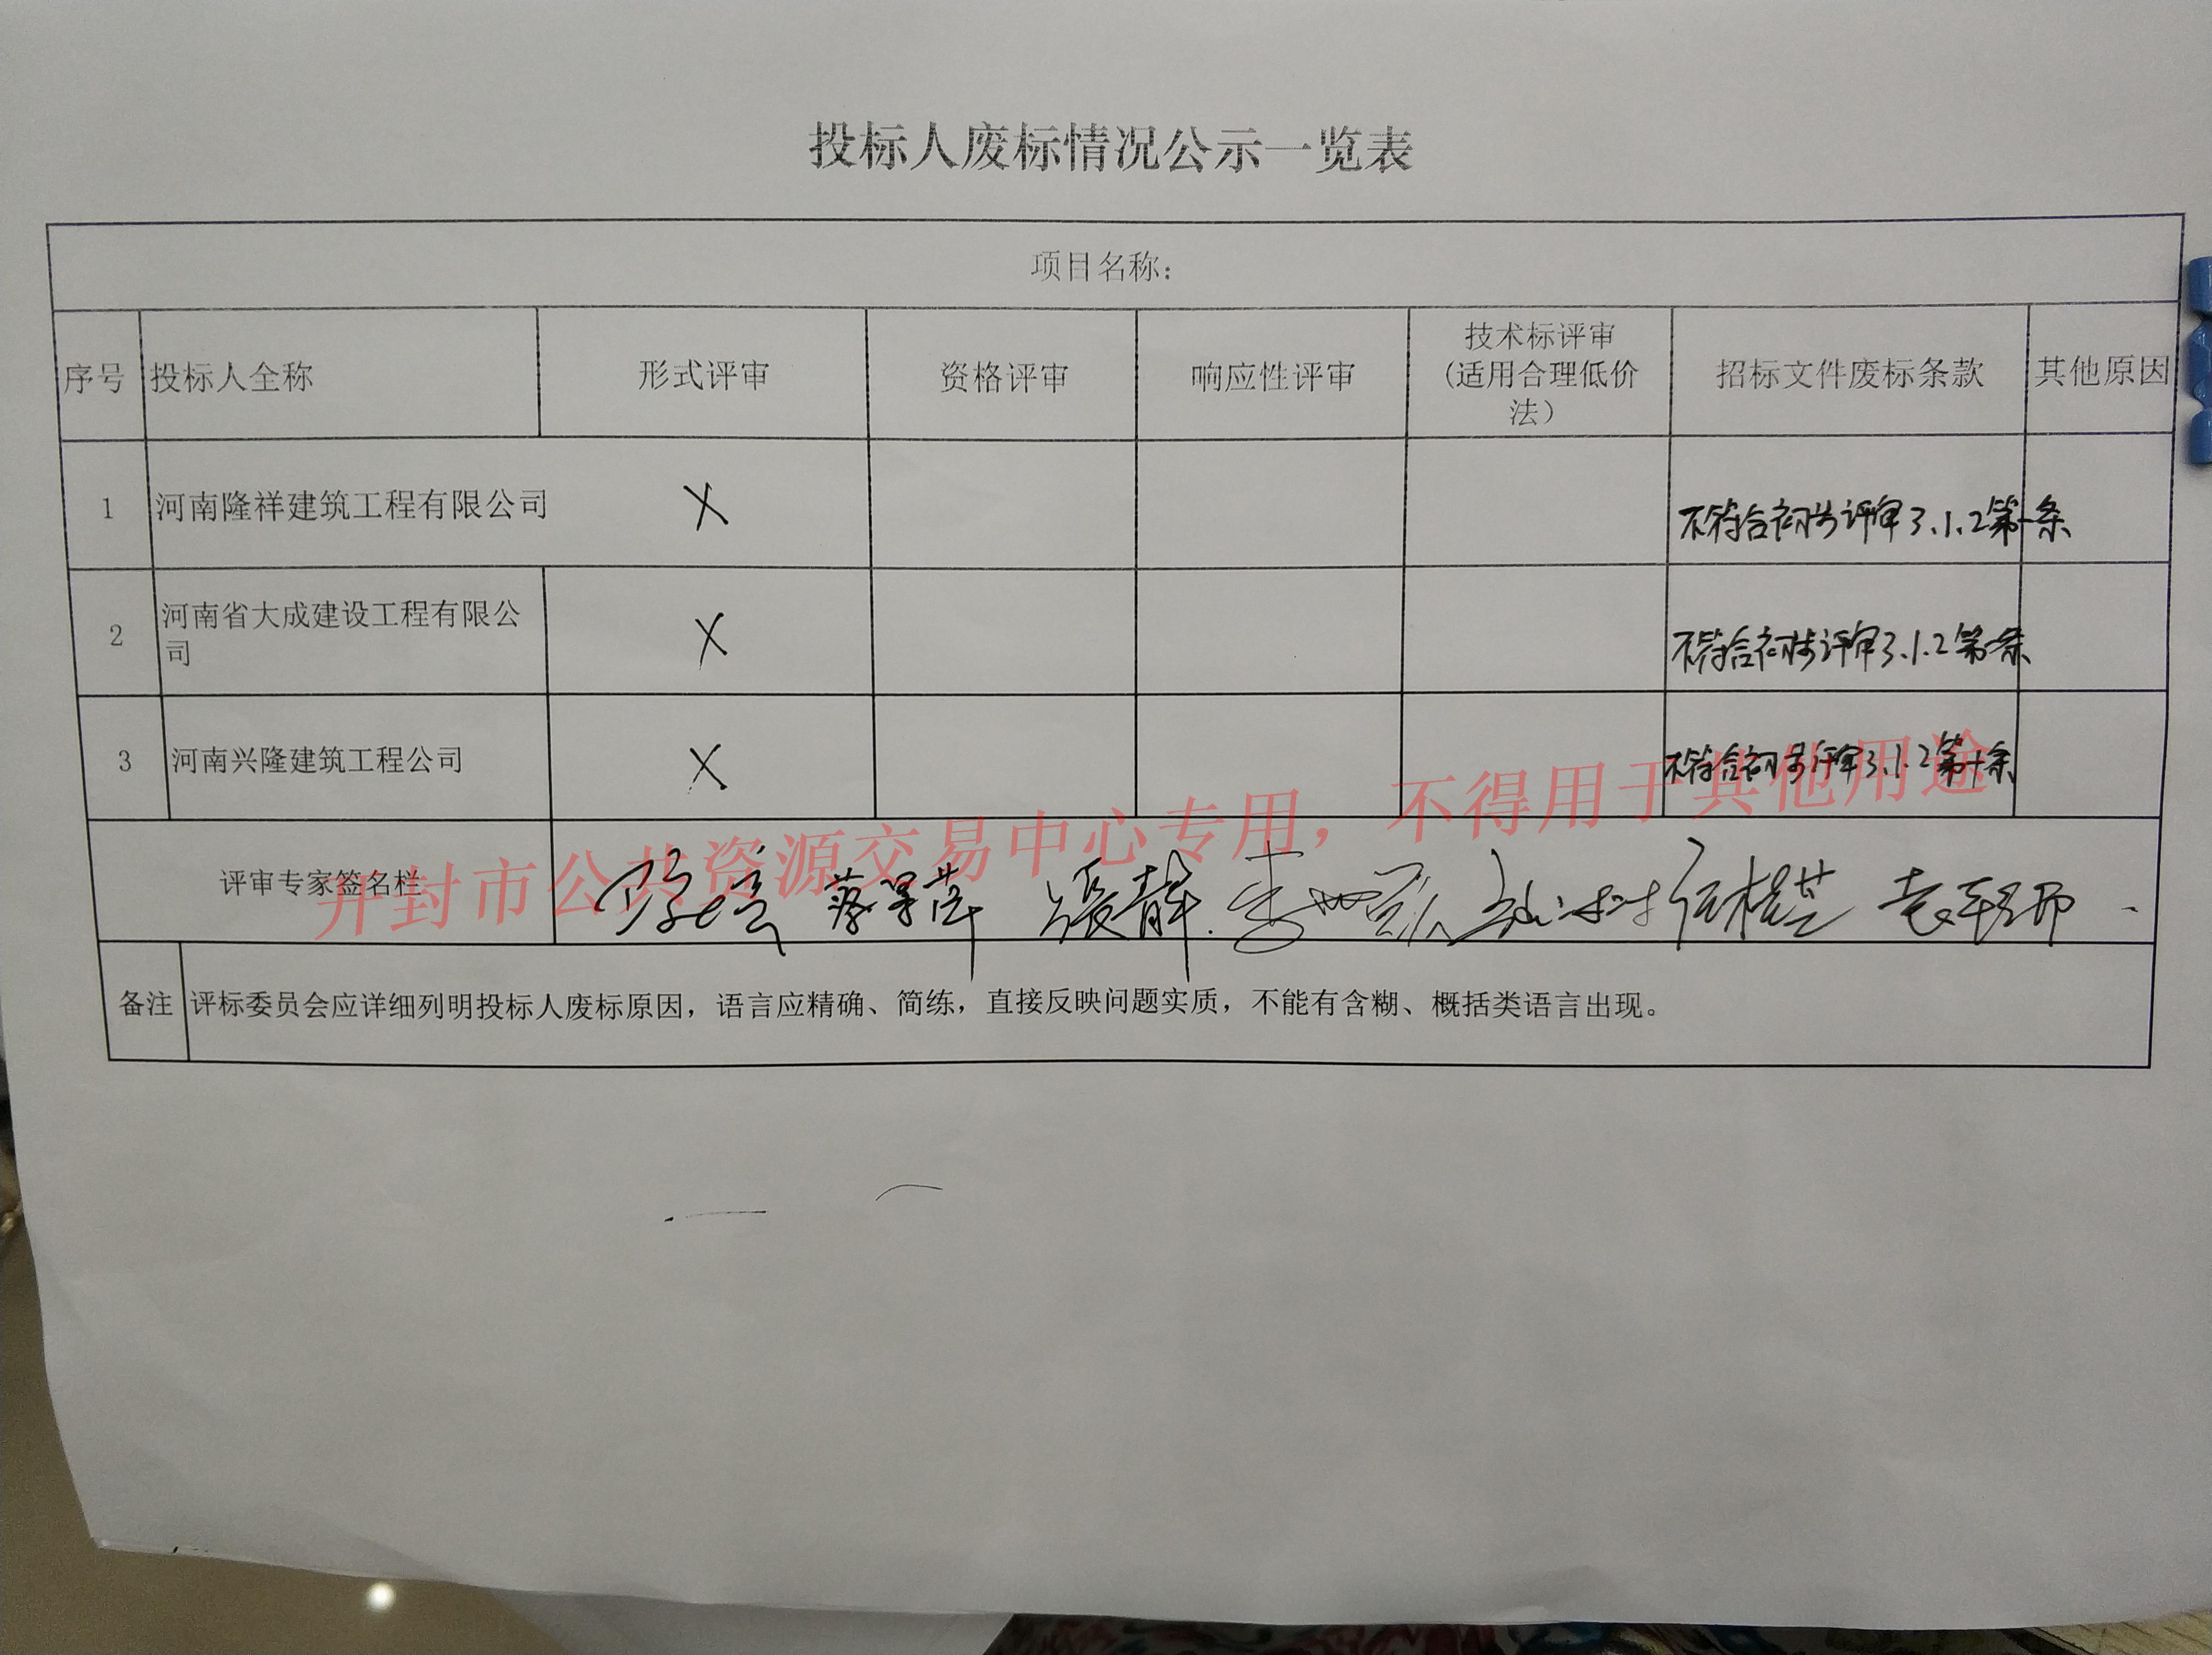 投标人废标情况公示一览表
项目名称：
序号 投标人全称 形式评审 资格评审 响应性评审 技术标评审 招标文件废标条款 其他原因
(适用合理低价
法）
1 河南隆祥建筑工程有限公司 X 不符合初步评审3.1.2第一条
2 河南省大成建设工程有限公 X 不符合初步评审3.1.2第一条
司
3 河南兴隆建筑工程公司 X 不符合初步评审3.1.2第一条
开封市公共资源交易中心专用，不得用于其他用途
评审专家签名栏 张静
备注 评标委员会应详细列明投标人废标原因，语言应精确、简练，直接反映问题实质，不能有含糊、概括类语言出现。